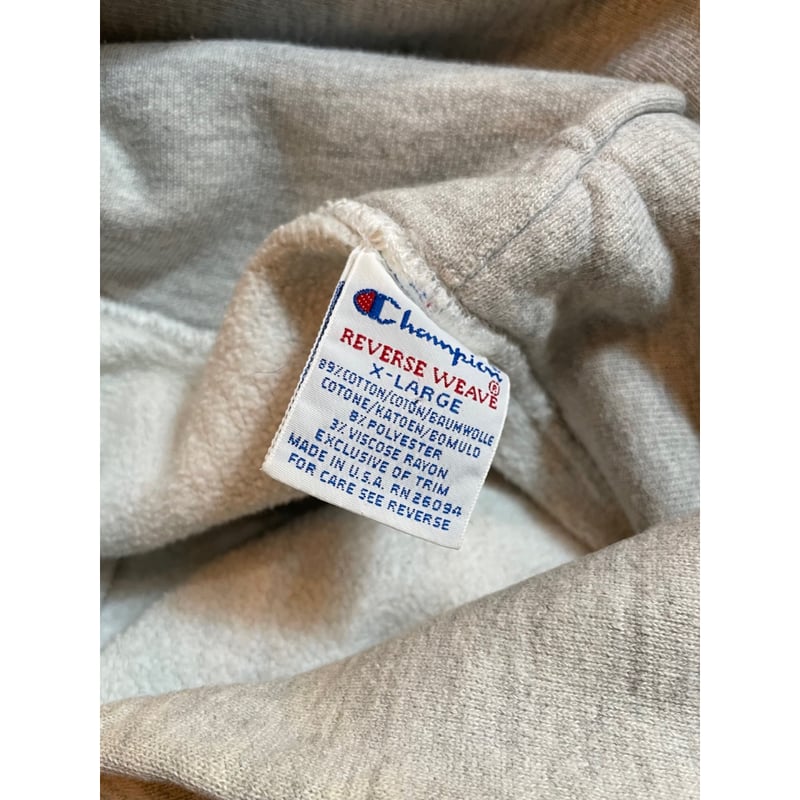 Champion
REVERSE WEAVE®
X-LARGE
89% COTTON/COTON/BAUMWOLLE
COTONE/KATOEN/BOMULD
8% POLYESTER
3% VISCOSE RAYON
EXCLUSIVE OF TRIM
MADE IN U.S.A. RN 26094
FOR CARE SEE REVERSE